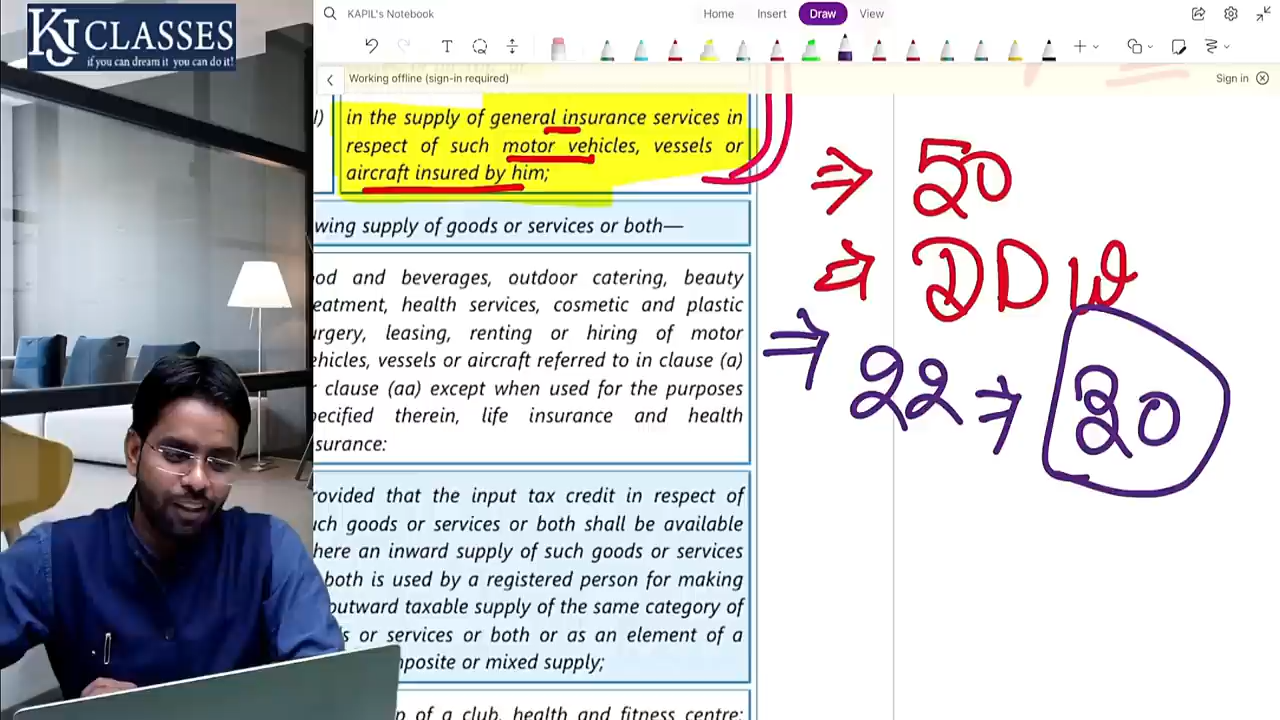 KJ CLASSES
if you can dream it you can do it!
KAPIL's Notebook
Home Insert Draw View
Working offline (sign-in required)
Sign in
in the supply of general insurance services in
respect of such motor vehicles, vessels or
aircraft insured by him;
wing supply of goods or services or both—
od and beverages, outdoor catering, beauty
eatment, health services, cosmetic and plastic
urgery, leasing, renting or hiring of motor
ehicles, vessels or aircraft referred to in clause (a)
r clause (aa) except when used for the purposes
pecified therein, life insurance and health
surance:
rovided that the input tax credit in respect of
uch goods or services or both shall be available
here an inward supply of such goods or services
both is used by a registered person for making
outward taxable supply of the same category of
s or services or both or as an element of a
mposite or mixed supply;
p of a club, health and fitness centre;
⇒ 50
⇒ DDW
⇒ 22 ⇒ 30